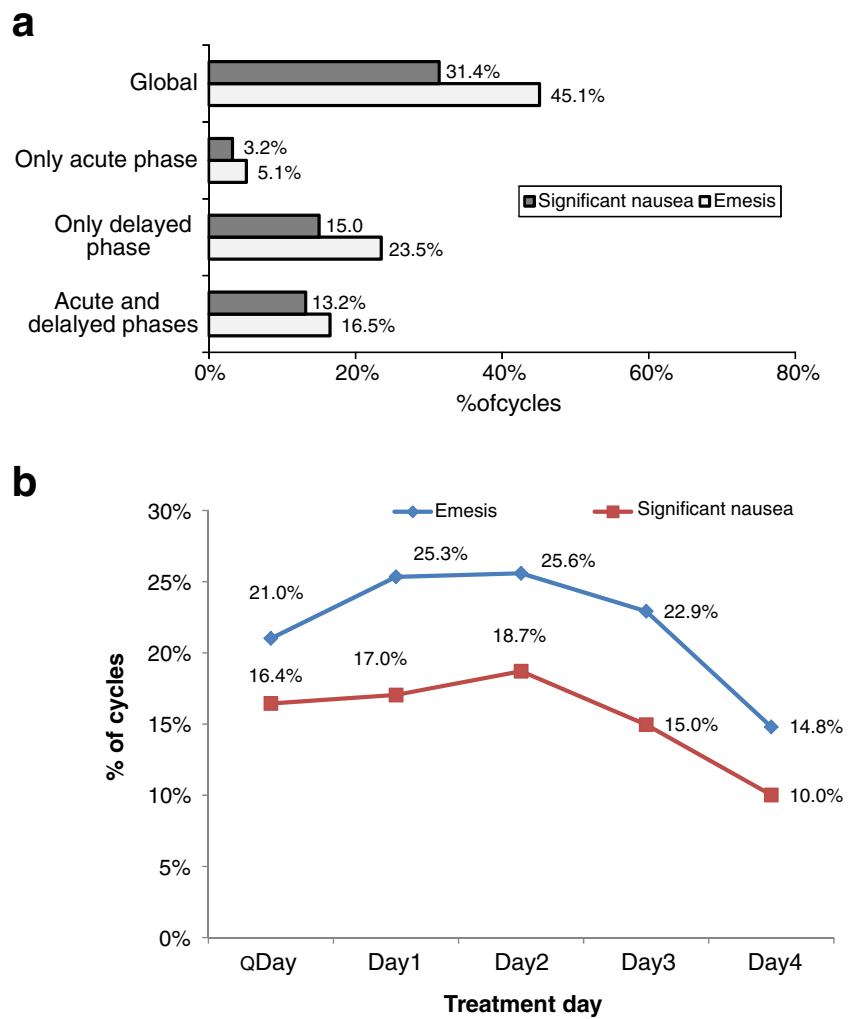 a
Global
31.4%
45.1%
Only acute phase
3.2%
5.1%
Significant nausea Emesis
Only delayed
phase
15.0
23.5%
Acute and
delalyed phases
13.2%
16.5%
0% 20% 40% 60% 80%
%ofcycles
b
Emesis Significant nausea
30%
25%
20%
15%
10%
5%
0%
% of cycles
21.0%
25.3%
25.6%
22.9%
14.8%
16.4%
17.0%
18.7%
15.0%
10.0%
QDay Day1 Day2 Day3 Day4
Treatment day